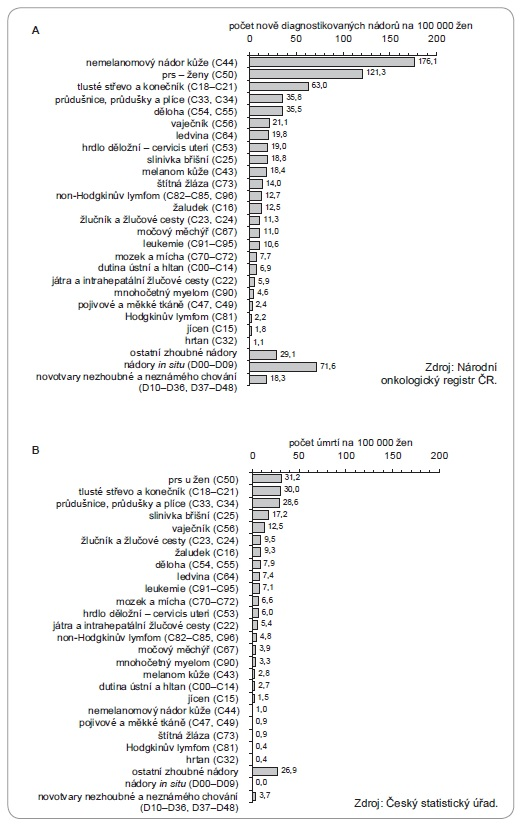 A
počet nově diagnostikovaných nádorů na 100 000 žen
0 50 100 150 200
nemelanomový nádor kůže (C44) 176,1
prs – ženy (C50) 121,3
tlusté střevo a konečník (C18–C21) 63,0
průdušnice, průdušky a plíce (C33, C34) 35,8
děloha (C54, C55) 35,5
vaječník (C56) 21,1
ledvina (C64) 19,8
hrdlo děložní – cervicis uteri (C53) 19,0
slinivka břišní (C25) 18,8
melanom kůže (C43) 18,4
štítná žláza (C73) 14,0
non-Hodgkinův lymfom (C82–C85, C96) 12,7
žaludek (C16) 12,5
žlučník a žlučové cesty (C23, C24) 11,3
močový měchýř (C67) 11,0
leukemie (C91–C95) 10,6
mozek a mícha (C70–C72) 7,7
dutina ústní a hltan (C00–C14) 6,9
játra a intrahepatální žlučové cesty (C22) 5,9
mnohočetný myelom (C90) 4,6
pojivové a měkké tkáně (C47, C49) 2,4
Hodgkinův lymfom (C81) 2,2
jícen (C15) 1,8
hrtan (C32) 1,1
ostatní zhoubné nádory 29,1
nádory in situ (D00–D09) 71,6
novotvary nezhoubné a neznámého chování 18,3
(D10–D36, D37–D48)
Zdroj: Národní
onkologický registr ČR.
B
počet úmrtí na 100 000 žen
0 50 100 150 200
prs u žen (C50) 31,2
tlusté střevo a konečník (C18–C21) 30,0
průdušnice, průdušky a plíce (C33, C34) 28,6
slinivka břišní (C25) 17,2
vaječník (C56) 12,5
žlučník a žlučové cesty (C23, C24) 9,5
žaludek (C16) 9,3
děloha (C54, C55) 7,9
ledvina (C64) 7,4
leukemie (C91–C95) 7,1
mozek a mícha (C70–C72) 6,6
hrdlo děložní – cervicis uteri (C53) 6,0
játra a intrahepatální žlučové cesty (C22) 5,4
non-Hodgkinův lymfom (C82–C85, C96) 4,8
močový měchýř (C67) 3,9
mnohočetný myelom (C90) 3,3
melanom kůže (C43) 2,8
dutina ústní a hltan (C00–C14) 2,7
jícen (C15) 1,5
nemelanomový nádor kůže (C44) 1,0
pojivové a měkké tkáně (C47, C49) 0,9
štítná žláza (C73) 0,9
Hodgkinův lymfom (C81) 0,4
hrtan (C32) 0,4
ostatní zhoubné nádory 26,9
nádory in situ (D00–D09) 0,0
novotvary nezhoubné a neznámého chování 3,7
(D10–D36, D37–D48)
Zdroj: Český statistický úřad.